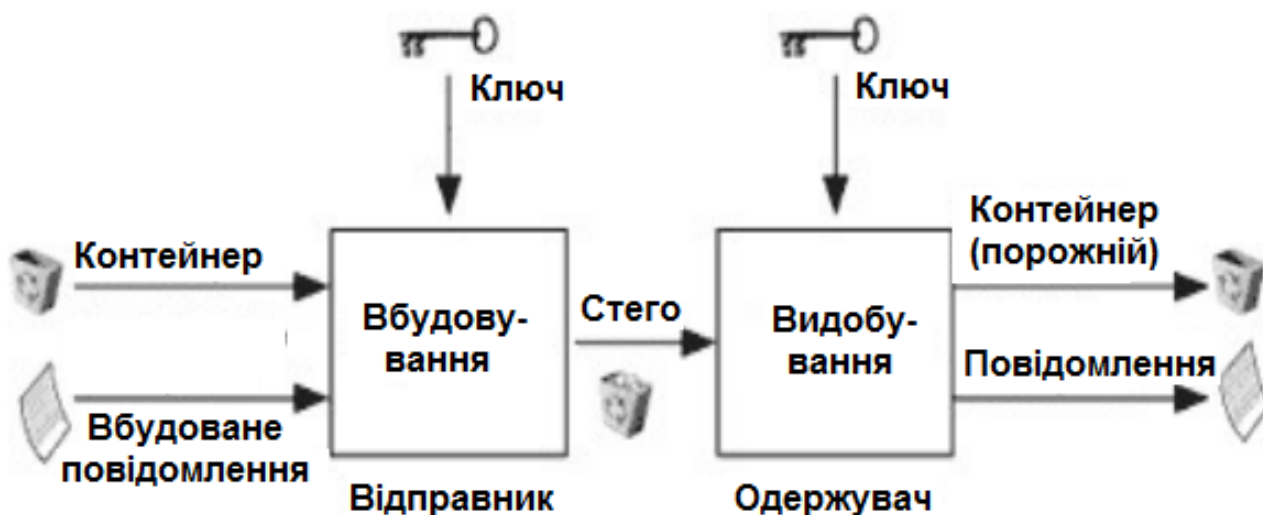 Ключ
Ключ
Контейнер
Вбудоване
повідомлення
Вбудову-
вання
Відправник
Стего
Видобу-
вання
Одержувач
Контейнер
(порожній)
Повідомлення